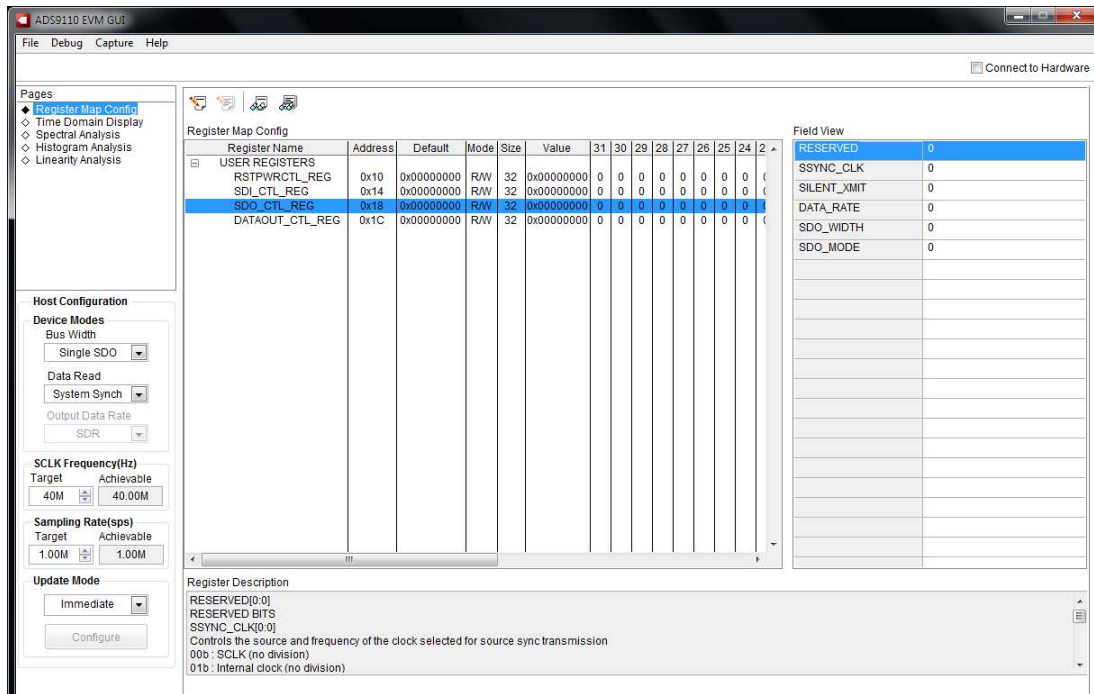 ADS9110 EVM GUI
File Debug Capture Help
Connect to Hardware
Pages
Register Map Config
Time Domain Display
Spectral Analysis
Histogram Analysis
Linearity Analysis
Host Configuration
Device Modes
Bus Width
Single SDO
Data Read
System Synch
Output Data Rate
SDR
SCLK Frequency(Hz)
Target Achievable
40M 40.00M
Sampling Rate(sps)
Target Achievable
1.00M 1.00M
Update Mode
Immediate
Configure
Register Map Config
Register Name Address Default Mode Size Value 31 30 29 28 27 26 25 24 2
USER REGISTERS
RSTPWRCTL_REG 0x10 0x00000000 R/W 32 0x00000000 0 0 0 0 0 0 0 0
SDI_CTL_REG 0x14 0x00000000 R/W 32 0x00000000 0 0 0 0 0 0 0 0
SDO_CTL_REG 0x18 0x00000000 R/W 32 0x00000000 0 0 0 0 0 0 0 0
DATAOUT_CTL_REG 0x1C 0x00000000 R/W 32 0x00000000 0 0 0 0 0 0 0 0
Field View
RESERVED 0
SSYNC_CLK 0
SILENT_XMIT 0
DATA_RATE 0
SDO_WIDTH 0
SDO_MODE 0
Register Description
RESERVED[0:0]
RESERVED BITS
SSYNC_CLK[0:0]
Controls the source and frequency of the clock selected for source sync transmission
00b : SCLK (no division)
01b : Internal clock (no division)